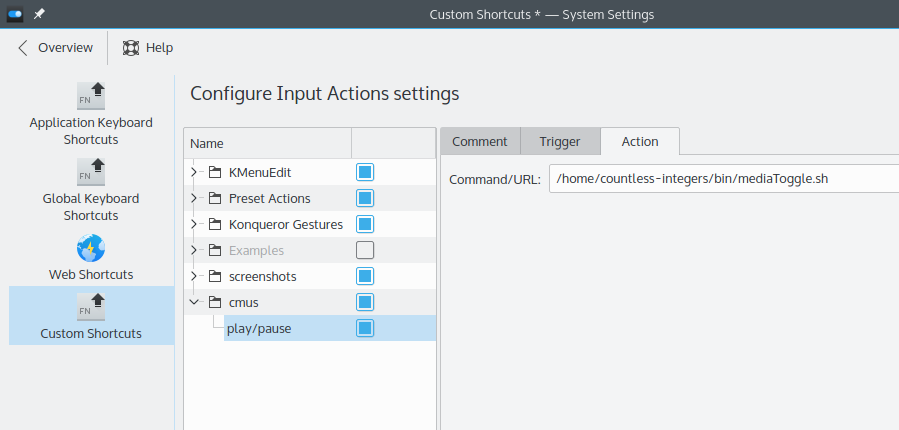 Custom Shortcuts * — System Settings
Overview
Help
FN
Application Keyboard
Shortcuts
FN
Global Keyboard
Shortcuts
Web Shortcuts
FN
Custom Shortcuts
Configure Input Actions settings
Name
KMenuEdit
Preset Actions
Konqueror Gestures
Examples
screenshots
cmus
play/pause
Comment
Trigger
Action
Command/URL:
/home/countless-integers/bin/mediaToggle.sh